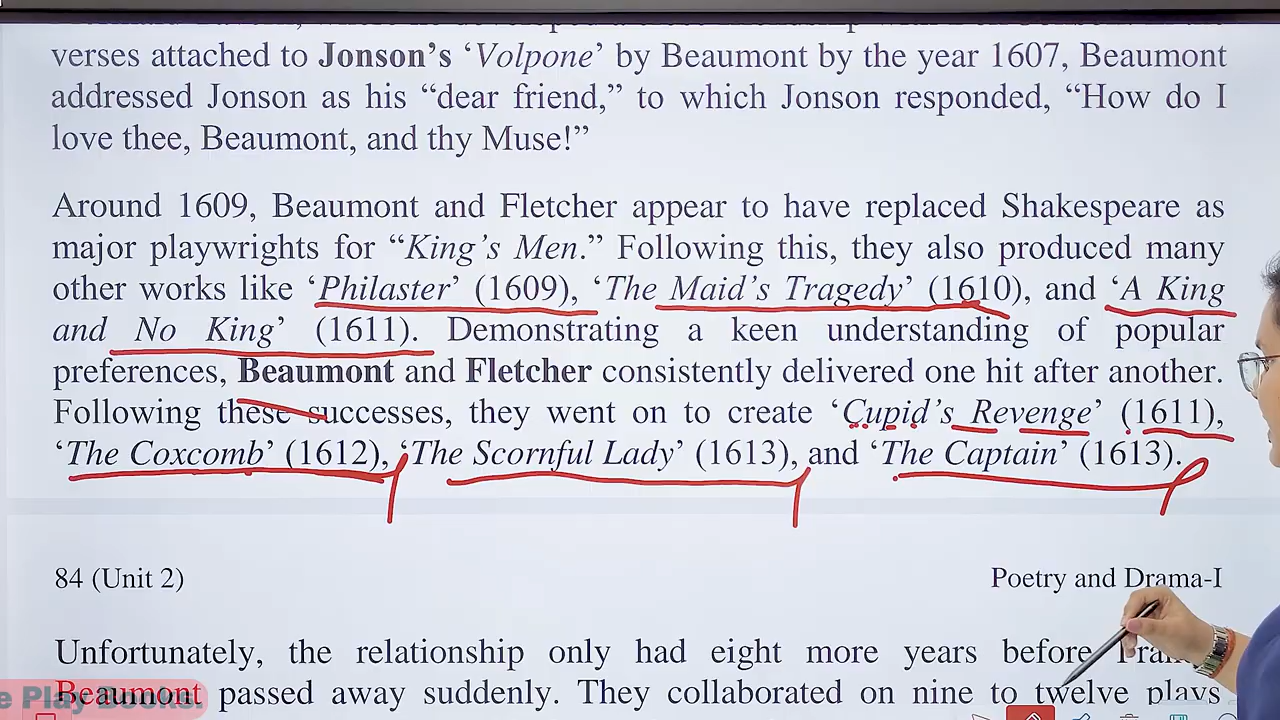 verses attached to Jonson's ‘Volpone’ by Beaumont by the year 1607, Beaumont
addressed Jonson as his “dear friend,” to which Jonson responded, “How do I
love thee, Beaumont, and thy Muse!”
Around 1609, Beaumont and Fletcher appear to have replaced Shakespeare as
major playwrights for “King’s Men.” Following this, they also produced many
other works like ‘Philaster’ (1609), ‘The Maid’s Tragedy’ (1610), and ‘A King
and No King’ (1611). Demonstrating a keen understanding of popular
preferences, Beaumont and Fletcher consistently delivered one hit after another.
Following these successes, they went on to create ‘Cupid’s Revenge’ (1611),
‘The Coxcomb’ (1612), ‘The Scornful Lady’ (1613), and ‘The Captain’ (1613).
84 (Unit 2) Poetry and Drama-I
Unfortunately, the relationship only had eight more years before
Beaumont passed away suddenly. They collaborated on nine to twelve plays
e Play Books.